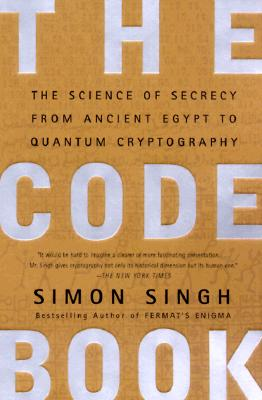 THE
THE SCIENCE OF SECRECY
FROM ANCIENT EGYPT TO
QUANTUM CRYPTOGRAPHY
CODE
"It would be hard to imagine a clearer or more fascinating presentation....
Mr. Singh gives cryptography not only its historical dimension but its human one."
—THE NEW YORK TIMES
SIMON SINGH
Bestselling Author of FERMAT'S ENIGMA
BOOK